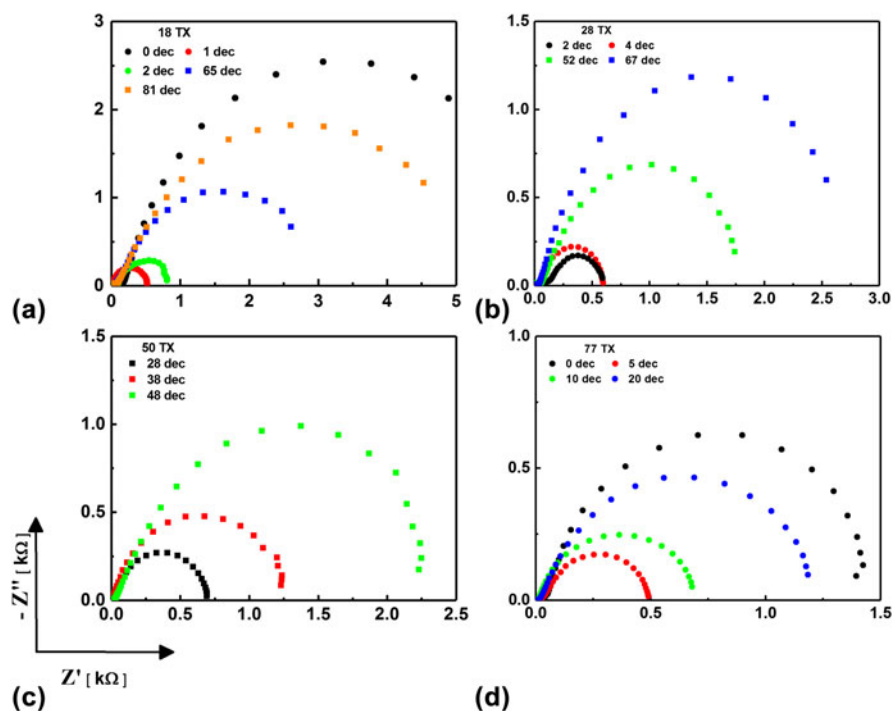 18 TX
0 dec 1 dec
2 dec 65 dec
81 dec
3
2
1
0
0 1 2 3 4 5
(a)
28 TX
2 dec 4 dec
52 dec 67 dec
1.5
1.0
0.5
0.0
0.0 0.5 1.0 1.5 2.0 2.5 3.0
(b)
50 TX
28 dec
38 dec
48 dec
1.5
1.0
0.5
0.0
0.0 0.5 1.0 1.5 2.0 2.5
- Z'' [ kΩ]
Z' [ kΩ]
(c)
77 TX
0 dec 5 dec
10 dec 20 dec
1.0
0.5
0.0
0.0 0.5 1.0 1.5
(d)